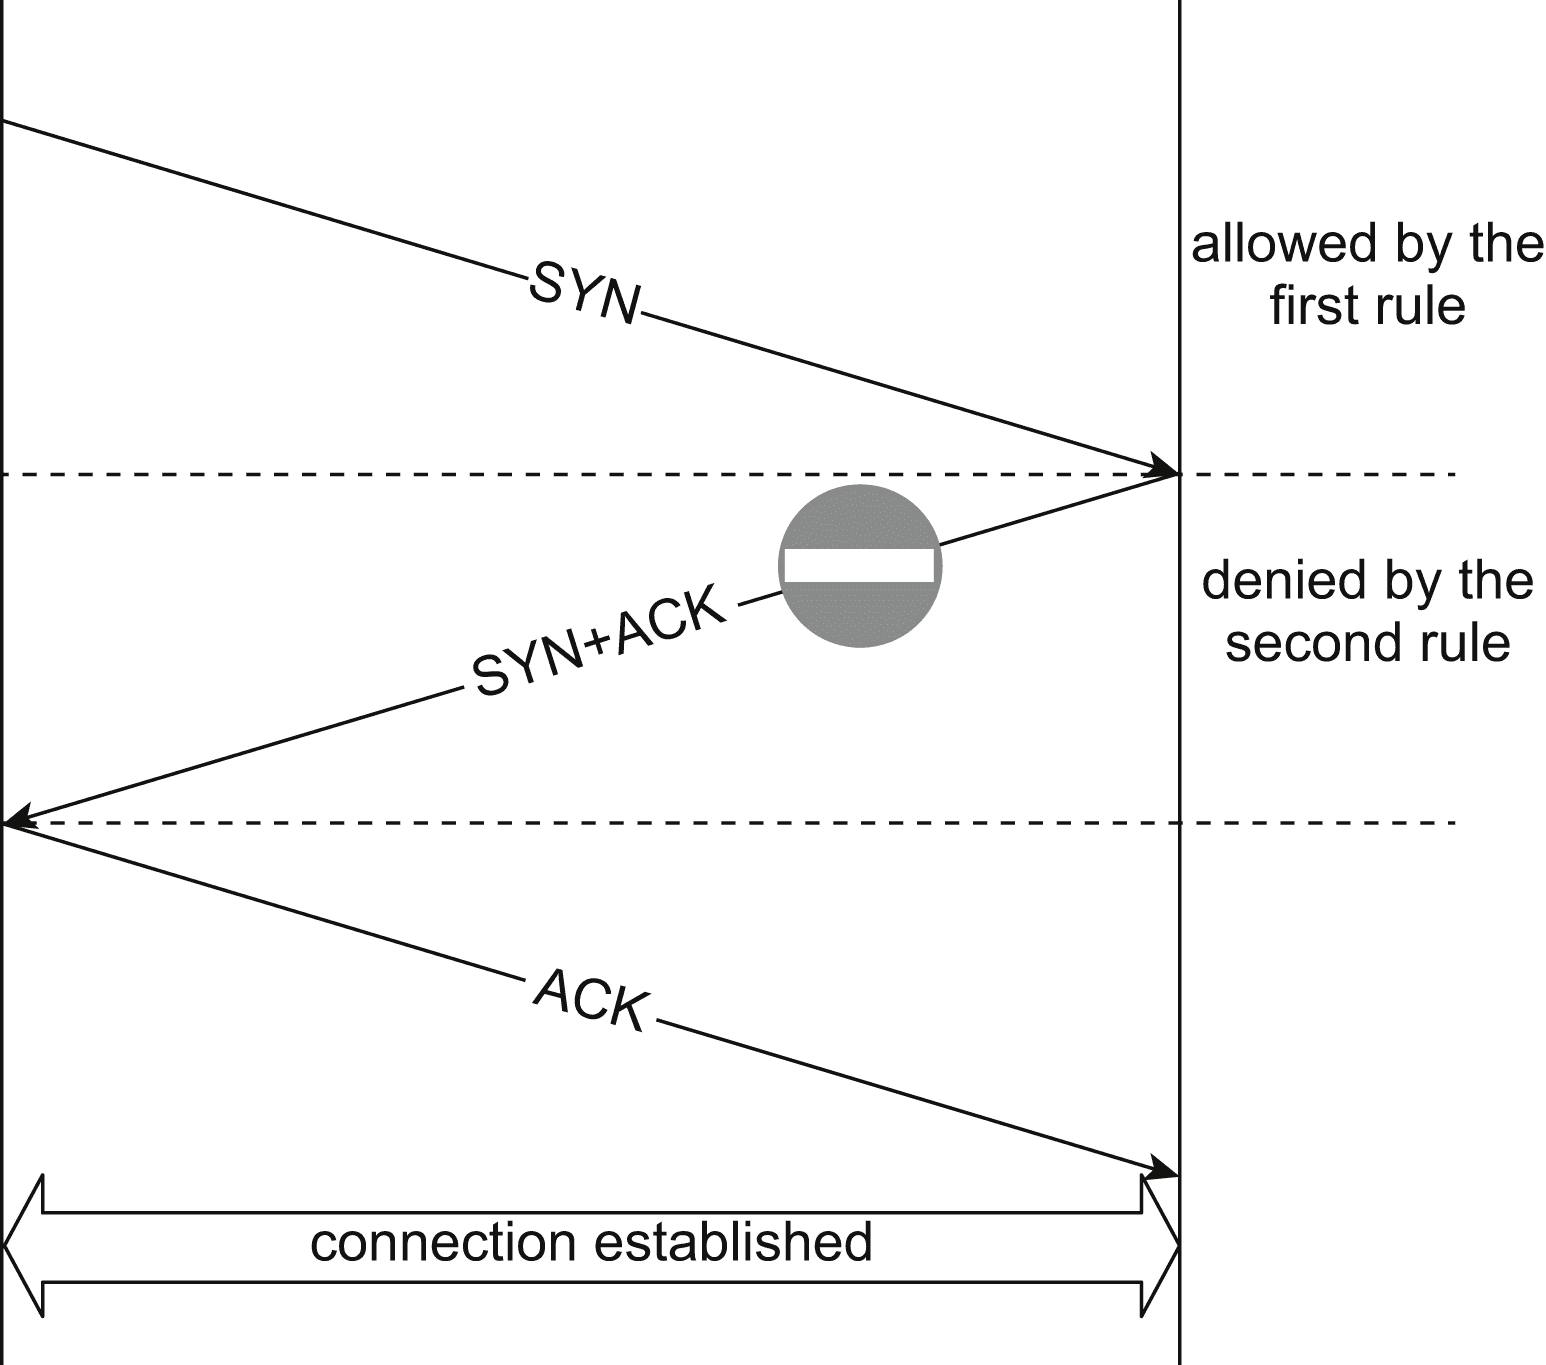 SYN
allowed by the
first rule
SYN+ACK
denied by the
second rule
ACK
connection established